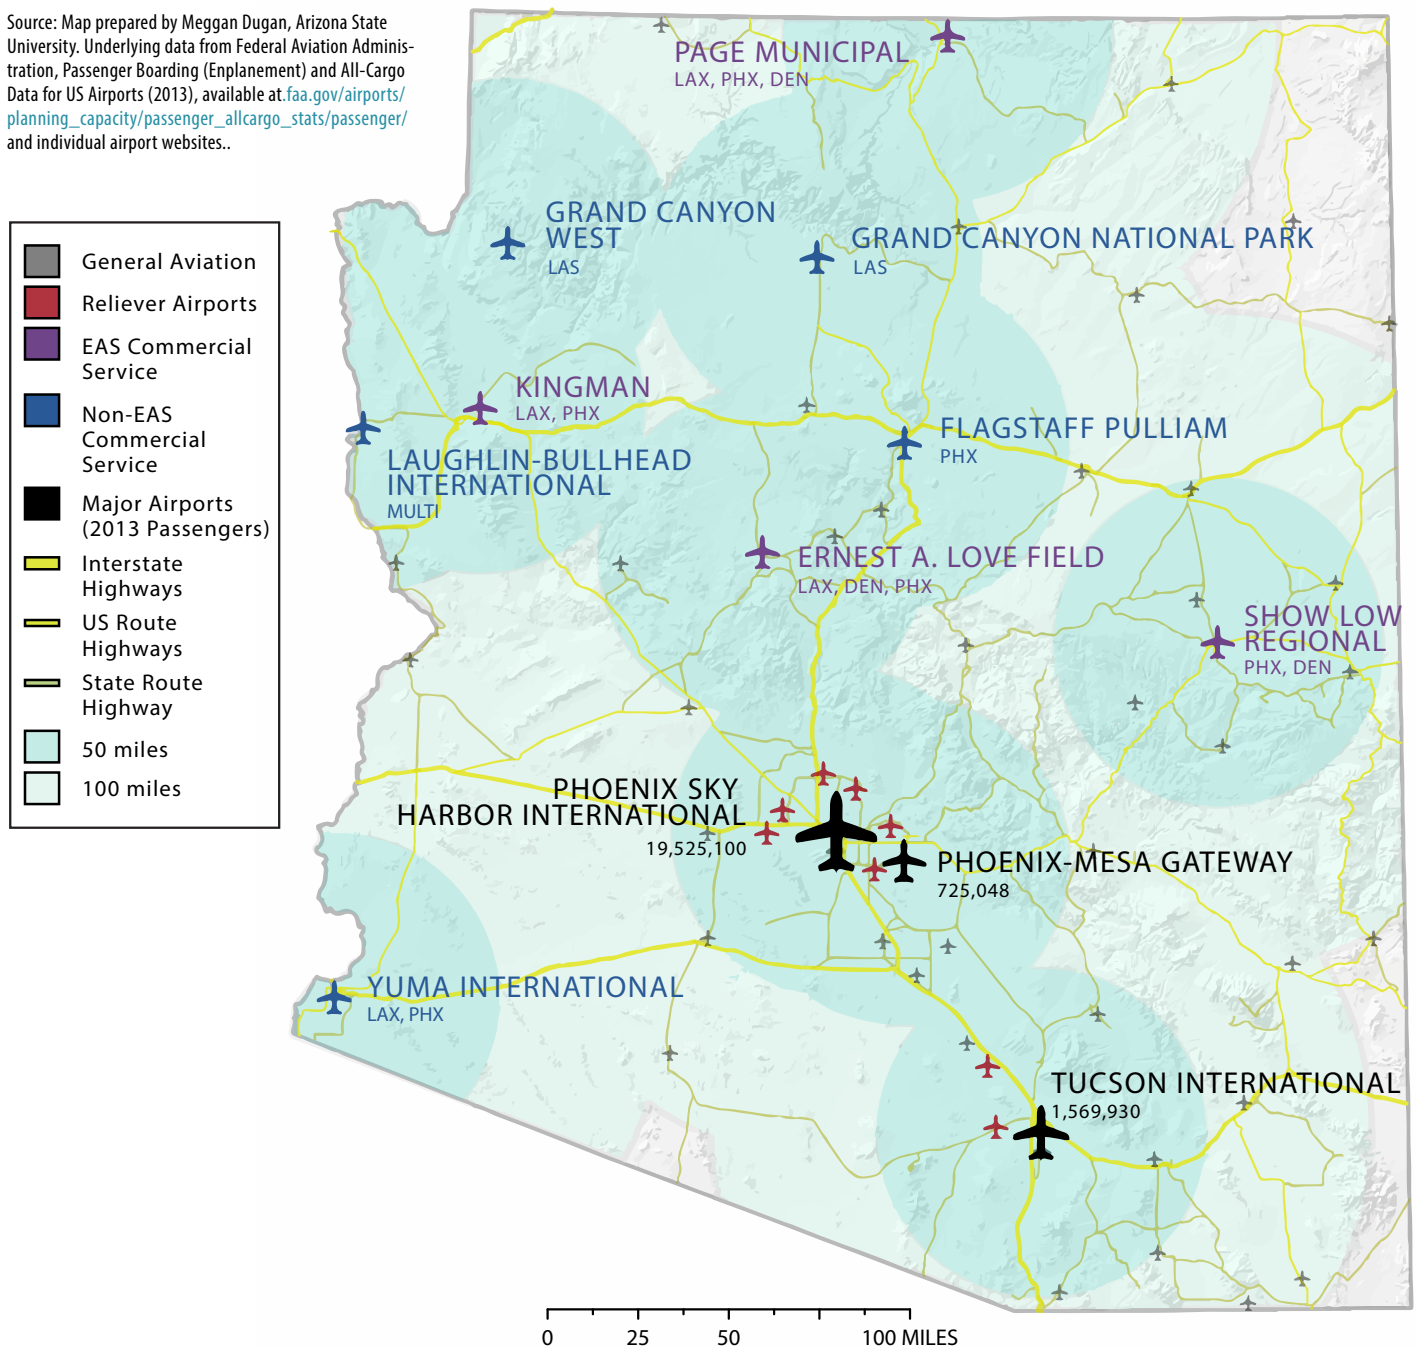 Source: Map prepared by Meggan Dugan, Arizona State
University. Underlying data from Federal Aviation Adminis-
tration, Passenger Boarding (Enplanement) and All-Cargo
Data for US Airports (2013), available at.faa.gov/airports/
planning_capacity/passenger_allcargo_stats/passenger/
and individual airport websites..
General Aviation
Reliever Airports
EAS Commercial
Service
Non-EAS
Commercial
Service
Major Airports
(2013 Passengers)
Interstate
Highways
US Route
Highways
State Route
Highway
50 miles
100 miles
PAGE MUNICIPAL
LAX, PHX, DEN
GRAND CANYON
WEST
LAS
GRAND CANYON NATIONAL PARK
LAS
KINGMAN
LAX, PHX
LAUGHLIN-BULLHEAD
INTERNATIONAL
MULTI
FLAGSTAFF PULLIAM
PHX
ERNEST A. LOVE FIELD
LAX, DEN, PHX
SHOW LOW
REGIONAL
PHX, DEN
PHOENIX SKY
HARBOR INTERNATIONAL
19,525,100
PHOENIX-MESA GATEWAY
725,048
YUMA INTERNATIONAL
LAX, PHX
TUCSON INTERNATIONAL
1,569,930
0 25 50 100 MILES